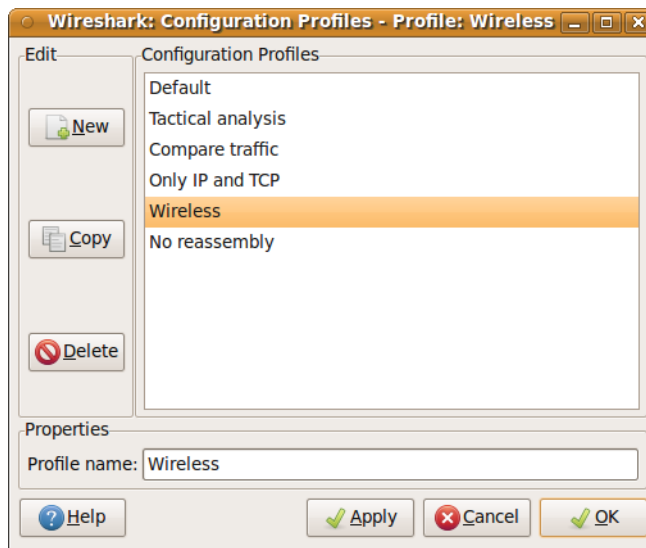 Wireshark: Configuration Profiles - Profile: Wireless
Edit
New
Copy
Delete
Configuration Profiles
Default
Tactical analysis
Compare traffic
Only IP and TCP
Wireless
No reassembly
Properties
Profile name: Wireless
Help Apply Cancel OK